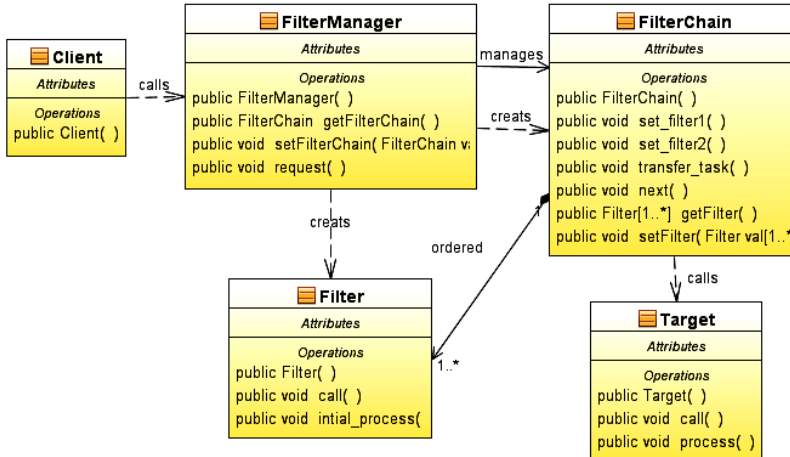 Client
Attributes
Operations
public Client( )
calls
FilterManager
Attributes
Operations
public FilterManager( )
public FilterChain getFilterChain( )
public void setFilterChain( FilterChain va
public void request( )
manages
creats
FilterChain
Attributes
Operations
public FilterChain( )
public void set_filter1( )
public void set_filter2( )
public void transfer_task( )
public void next( )
public Filter[1..*] getFilter( )
public void setFilter( Filter val[1..*
creats
ordered
1
1..*
calls
Filter
Attributes
Operations
public Filter( )
public void call( )
public void intial_process(
Target
Attributes
Operations
public Target( )
public void call( )
public void process( )